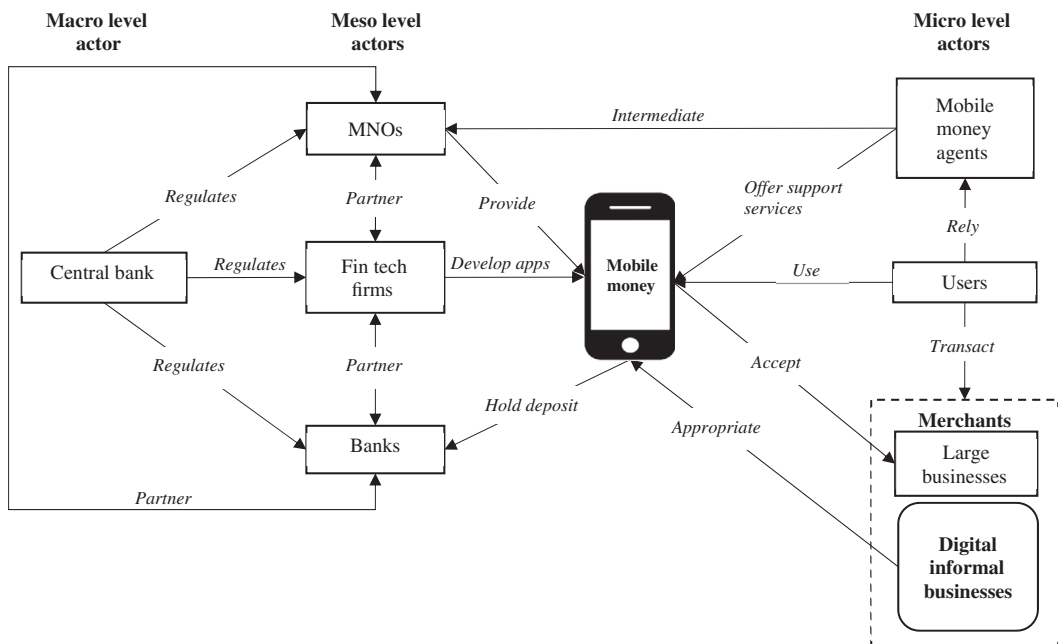 Macro level
actor
Meso level
actors
Micro level
actors
MNOs
Intermediate
Mobile
money
agents
Regulates
Partner
Provide
Offer support
services
Rely
Central bank
Regulates
Fin tech
firms
Develop apps
Mobile
money
Use
Users
Regulates
Partner
Accept
Transact
Hold deposit
Appropriate
Merchants
Banks
Large
businesses
Partner
Digital
informal
businesses